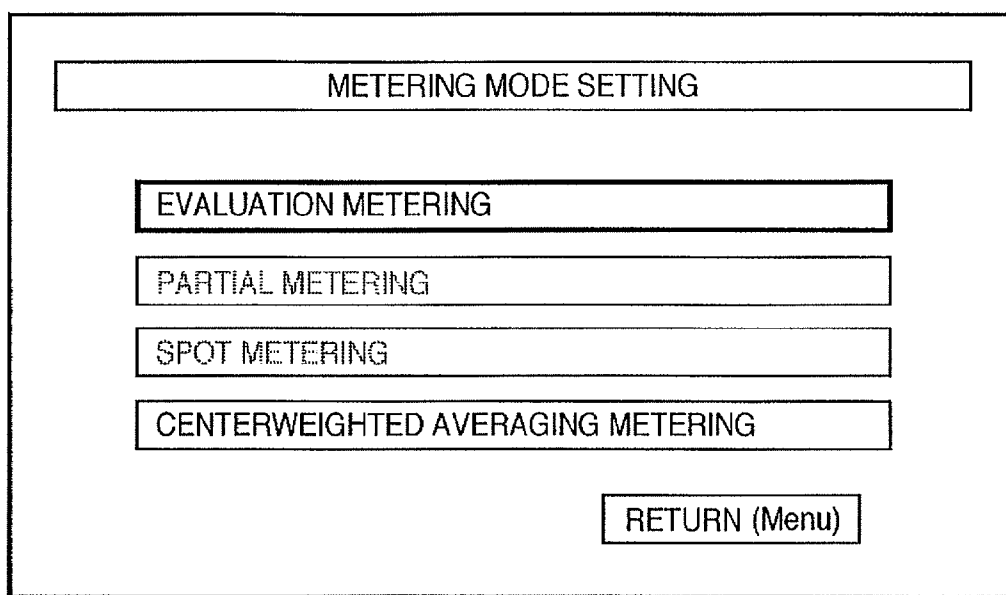 METERING MODE SETTING
EVALUATION METERING
PARTIAL METERING
SPOT METERING
CENTERWEIGHTED AVERAGING METERING
RETURN (Menu)